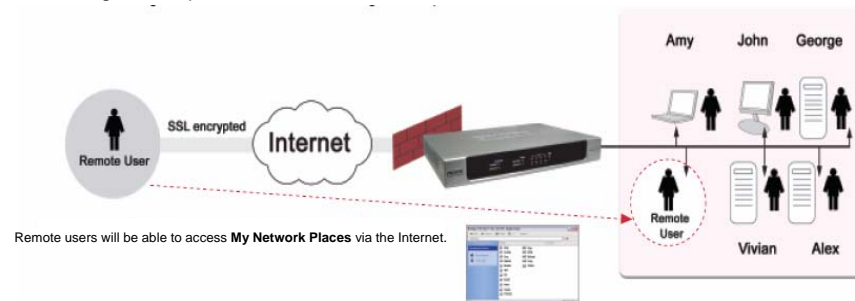 Amy John George
SSL encrypted
Internet
Remote User
Remote
User
Remote users will be able to access My Network Places via the Internet.
Vivian Alex